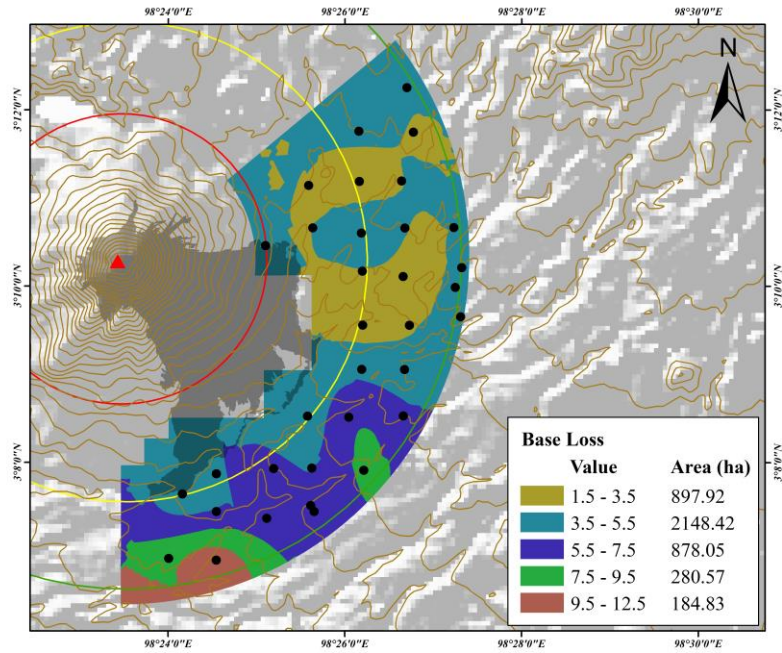 98°24'0"E 98°26'0"E 98°28'0"E 98°30'0"E
N
3°12'0"N 3°12'0"N
3°10'0"N 3°10'0"N
3°8'0"N 3°8'0"N
Base Loss
Value Area (ha)
1.5 - 3.5 897.92
3.5 - 5.5 2148.42
5.5 - 7.5 878.05
7.5 - 9.5 280.57
9.5 - 12.5 184.83
98°24'0"E 98°26'0"E 98°28'0"E 98°30'0"E